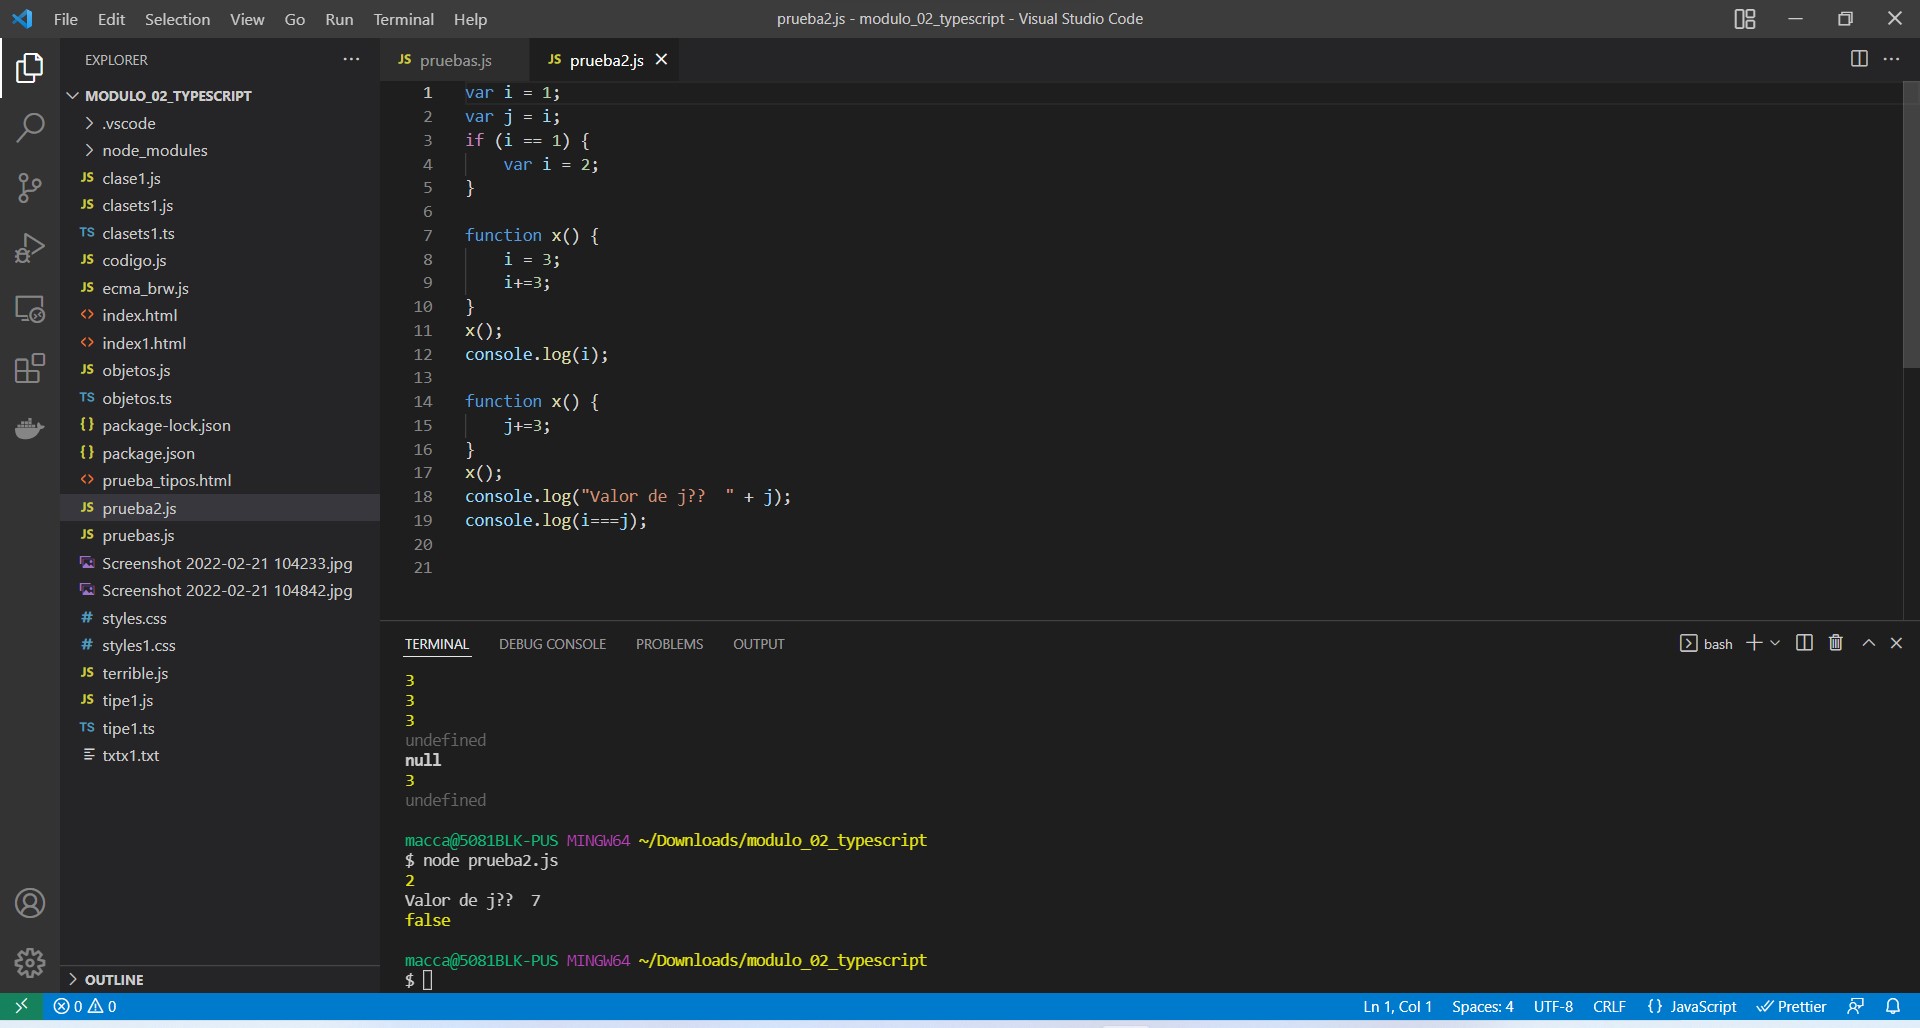 File Edit Selection View Go Run Terminal Help
prueba2.js - modulo_02_typescript - Visual Studio Code
EXPLORER
MODULO_02_TYPESCRIPT
.vscode
node_modules
JS clase1.js
JS clasets1.js
TS clasets1.ts
JS codigo.js
JS ecma_brw.js
<> index.html
<> index1.html
JS objetos.js
TS objetos.ts
{} package-lock.json
{} package.json
<> prueba_tipos.html
JS prueba2.js
JS pruebas.js
Screenshot 2022-02-21 104233.jpg
Screenshot 2022-02-21 104842.jpg
# styles.css
# styles1.css
JS terrible.js
JS tipe1.js
TS tipe1.ts
txtx1.txt
OUTLINE
JS pruebas.js JS prueba2.js
1 var i = 1;
2 var j = i;
3 if (i == 1) {
4 var i = 2;
5 }
6
7 function x() {
8 i = 3;
9 i+=3;
10 }
11 x();
12 console.log(i);
13
14 function x() {
15 j+=3;
16 }
17 x();
18 console.log("Valor de j??  " + j);
19 console.log(i===j);
20
21
TERMINAL DEBUG CONSOLE PROBLEMS OUTPUT
bash
3
3
3
undefined
null
3
undefined
macca@5081BLK-PUS MINGW64 ~/Downloads/modulo_02_typescript
$ node prueba2.js
2
Valor de j??  7
false
macca@5081BLK-PUS MINGW64 ~/Downloads/modulo_02_typescript
$
0 0
Ln 1, Col 1 Spaces: 4 UTF-8 CRLF {} JavaScript Prettier